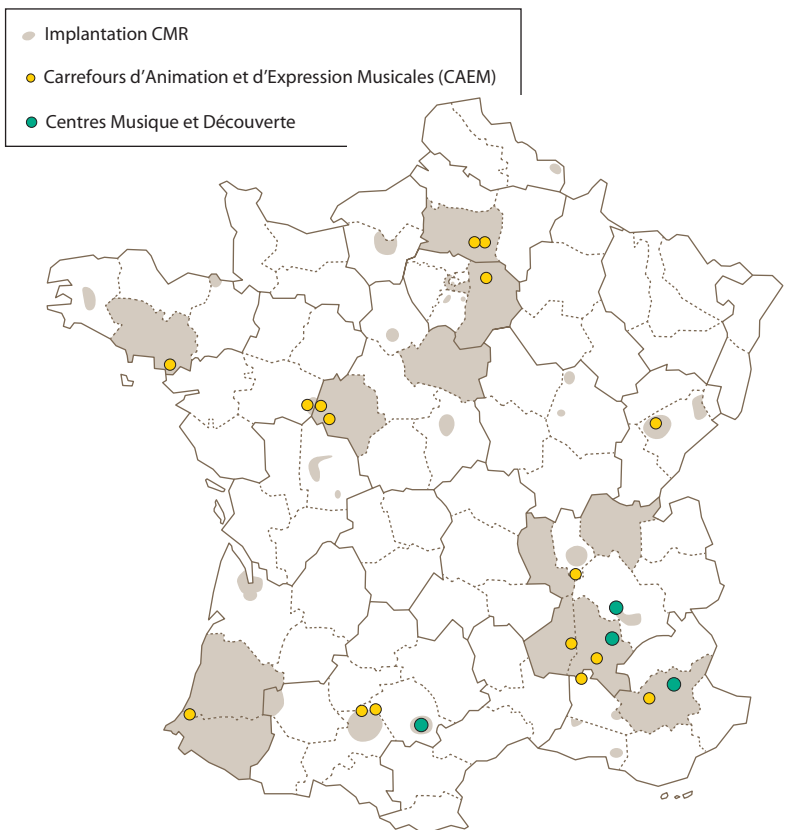 Implantation CMR
Carrefours d'Animation et d'Expression Musicales (CAEM)
Centres Musique et Découverte